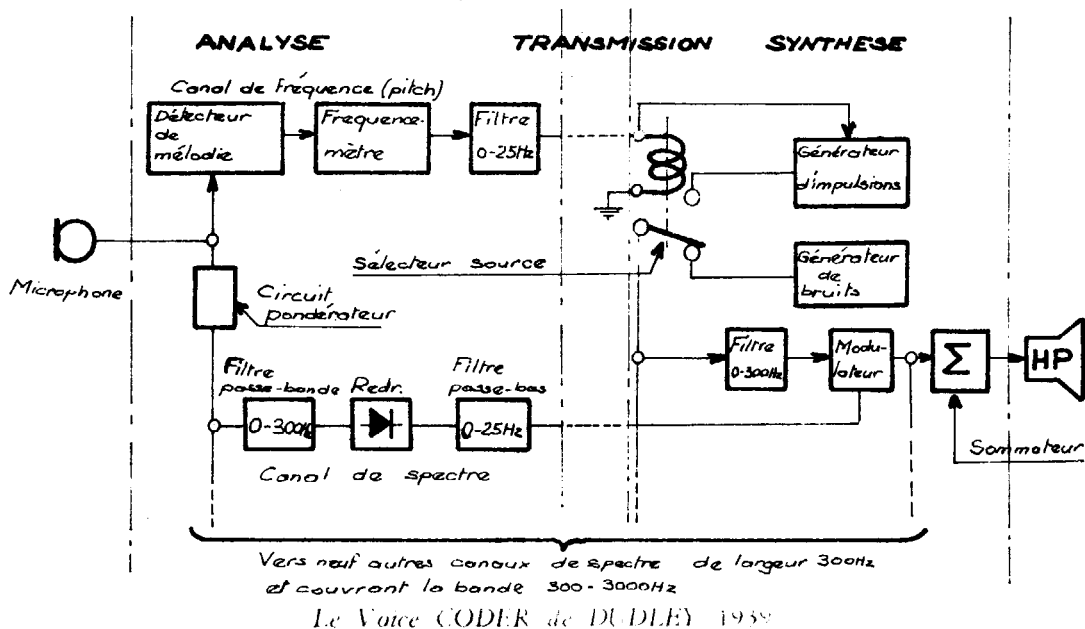 ANALYSE
TRANSMISSION
SYNTHESE
Canal de Fréquence (pitch)
Détecteur
de
mélodie
Frequence-
mètre
Filtre
0-25Hz
Générateur
d'impulsions
Microphone
Sélecteur source
Générateur
de
bruits
Circuit
pondérateur
Filtre
passe-bande
0-300Hz
Redr.
Filtre
passe-bas
0-25Hz
Canal de spectre
Filtre
0-300Hz
Modu-
lateur
Σ
HP
Sommateur
Vers neuf autres canaux de spectre de largeur 300Hz
et couvrant la bande 300-3000Hz
Le Voice CODER de DUDLEY 1939